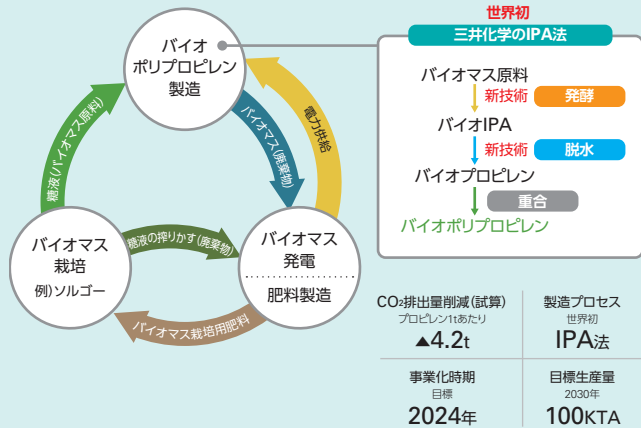 バイオ
ポリプロピレン
製造
糖液(バイオマス原料)
バイオマス(廃棄物)
電力供給
バイオマス
栽培
例)ソルゴー
糖液の搾りかす(廃棄物)
バイオマス
発電
肥料製造
バイオマス栽培用肥料
世界初
三井化学のIPA法
バイオマス原料
新技術 発酵
バイオIPA
新技術 脱水
バイオプロピレン
重合
バイオポリプロピレン
CO₂排出量削減(試算)
プロピレン1tあたり
▲4.2t
製造プロセス
世界初
IPA法
事業化時期
目標
2024年
目標生産量
2030年
100KTA